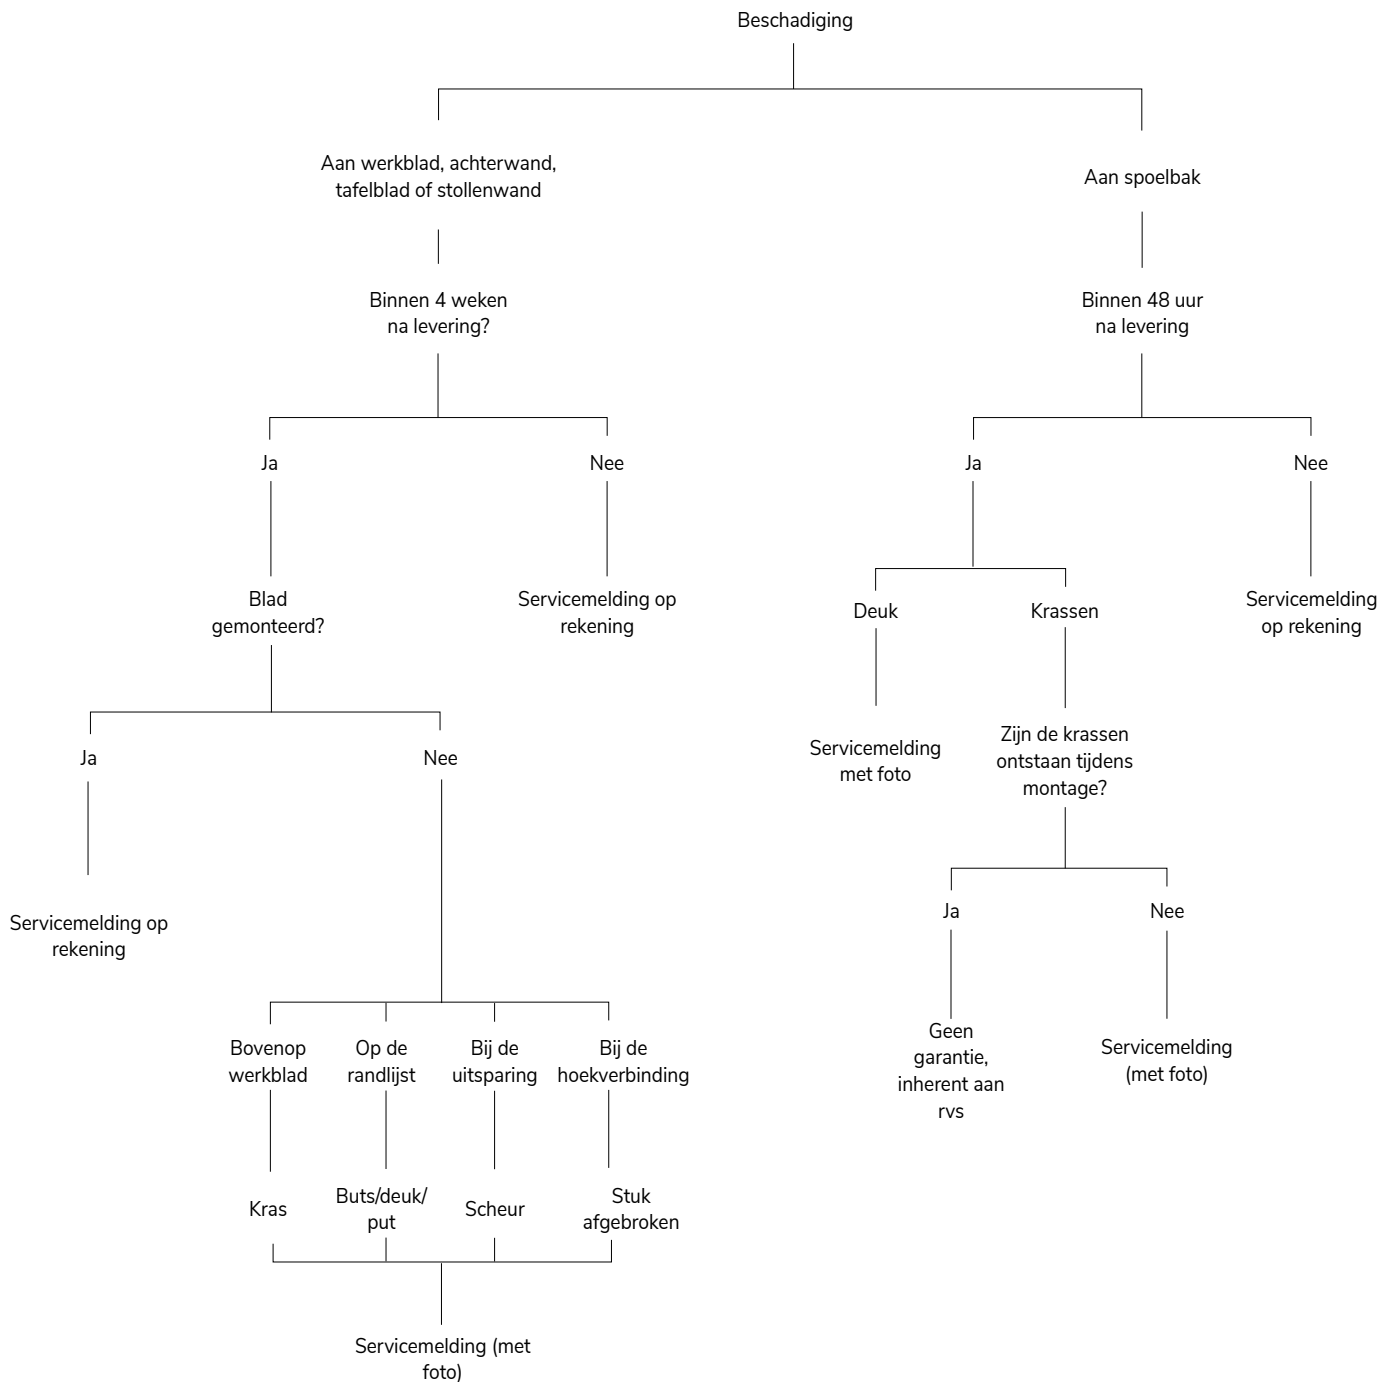 Beschadiging
Aan werkblad, achterwand,
tafelblad of stollenwand
Aan spoelbak
Binnen 4 weken
na levering?
Binnen 48 uur
na levering
Ja
Nee
Ja
Nee
Blad
gemonteerd?
Servicemelding op
rekening
Deuk
Krassen
Servicemelding
op rekening
Ja
Nee
Servicemelding
met foto
Zijn de krassen
ontstaan tijdens
montage?
Servicemelding op
rekening
Ja
Nee
Bovenop
werkblad
Op de
randlijst
Bij de
uitsparing
Bij de
hoekverbinding
Geen
garantie,
inherent aan
rvs
Servicemelding
(met foto)
Kras
Buts/deuk/
put
Scheur
Stuk
afgebroken
Servicemelding (met
foto)